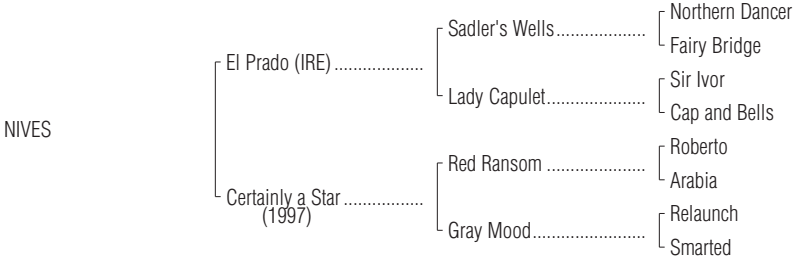 Northern Dancer
Sadler's Wells...................
Fairy Bridge
El Prado (IRE) ...................
Sir Ivor
Lady Capulet.....................
Cap and Bells
NIVES
Roberto
Red Ransom .....................
Arabia
Certainly a Star .................
(1997)
Relaunch
Gray Mood........................
Smarted